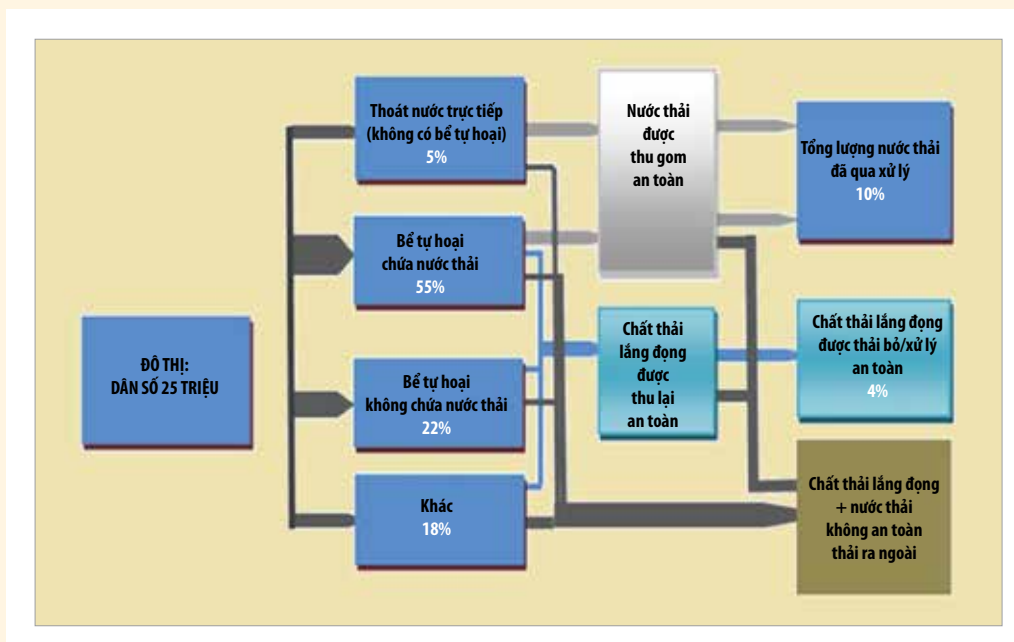 ĐÔ THỊ:
DÂN SỐ 25 TRIỆU
Thoát nước trực tiếp
(không có bể tự hoại)
5%
Bể tự hoại
chứa nước thải
55%
Bể tự hoại
không chứa nước thải
22%
Khác
18%
Nước thải
được
thu gom
an toàn
Chất thải
lắng đọng
được
thu lại
an toàn
Tổng lượng nước thải
đã qua xử lý
10%
Chất thải lắng đọng
được thải bỏ/xử lý
an toàn
4%
Chất thải lắng đọng
+ nước thải
không an toàn
thải ra ngoài